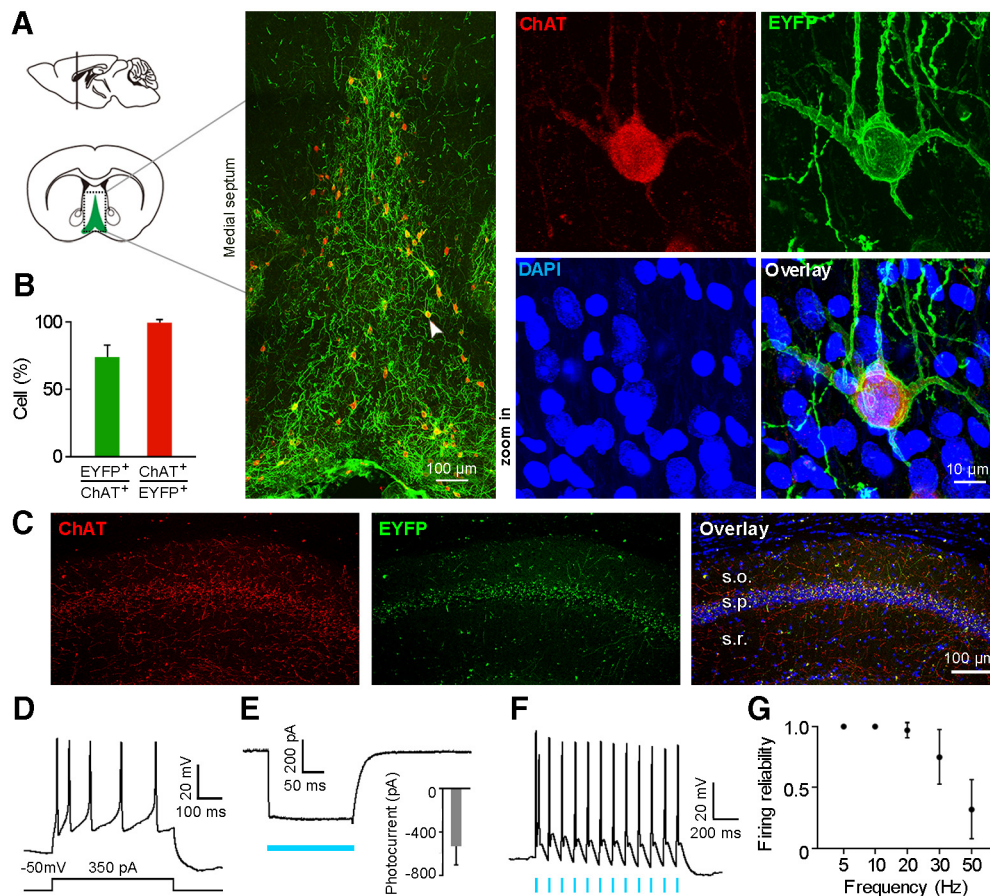 A
Medial septum
100 µm
ChAT
EYFP
DAPI
Overlay
zoom in
10 µm
B
Cell (%)
100
50
0
EYFP+
ChAT+
ChAT+
EYFP+
C
ChAT
EYFP
Overlay
s.o.
s.p.
s.r.
100 µm
D
20 mV
100 ms
-50mV
350 pA
E
200 pA
50 ms
Photocurrent (pA)
0
-400
-800
F
20 mV
200 ms
G
Firing reliability
1.0
0.5
0
5 10 20 30 50
Frequency (Hz)